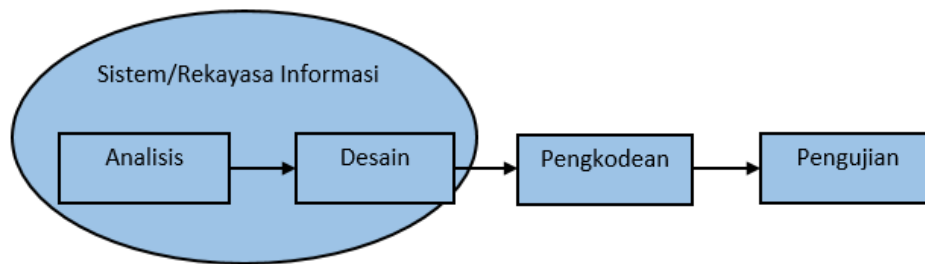 Sistem/Rekayasa Informasi
Analisis
Desain
Pengkodean
Pengujian